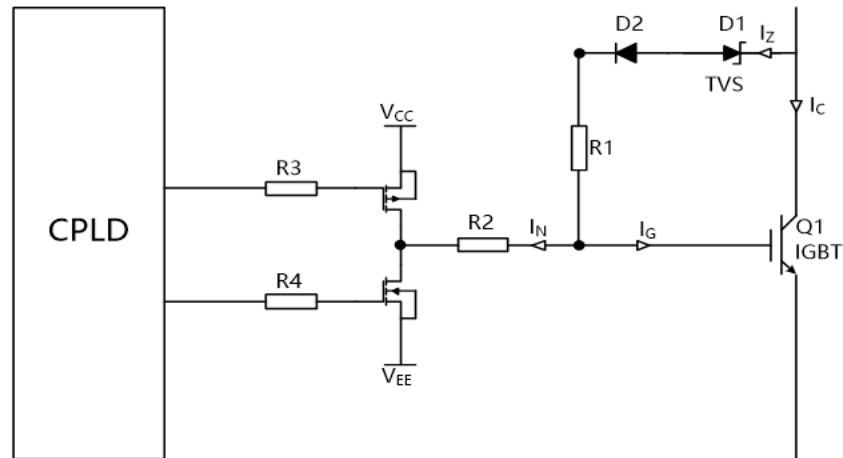 D2
D1
I_Z
TVS
V_CC
I_C
R1
R3
CPLD
R2
I_N
I_G
Q1
IGBT
R4
V_EE